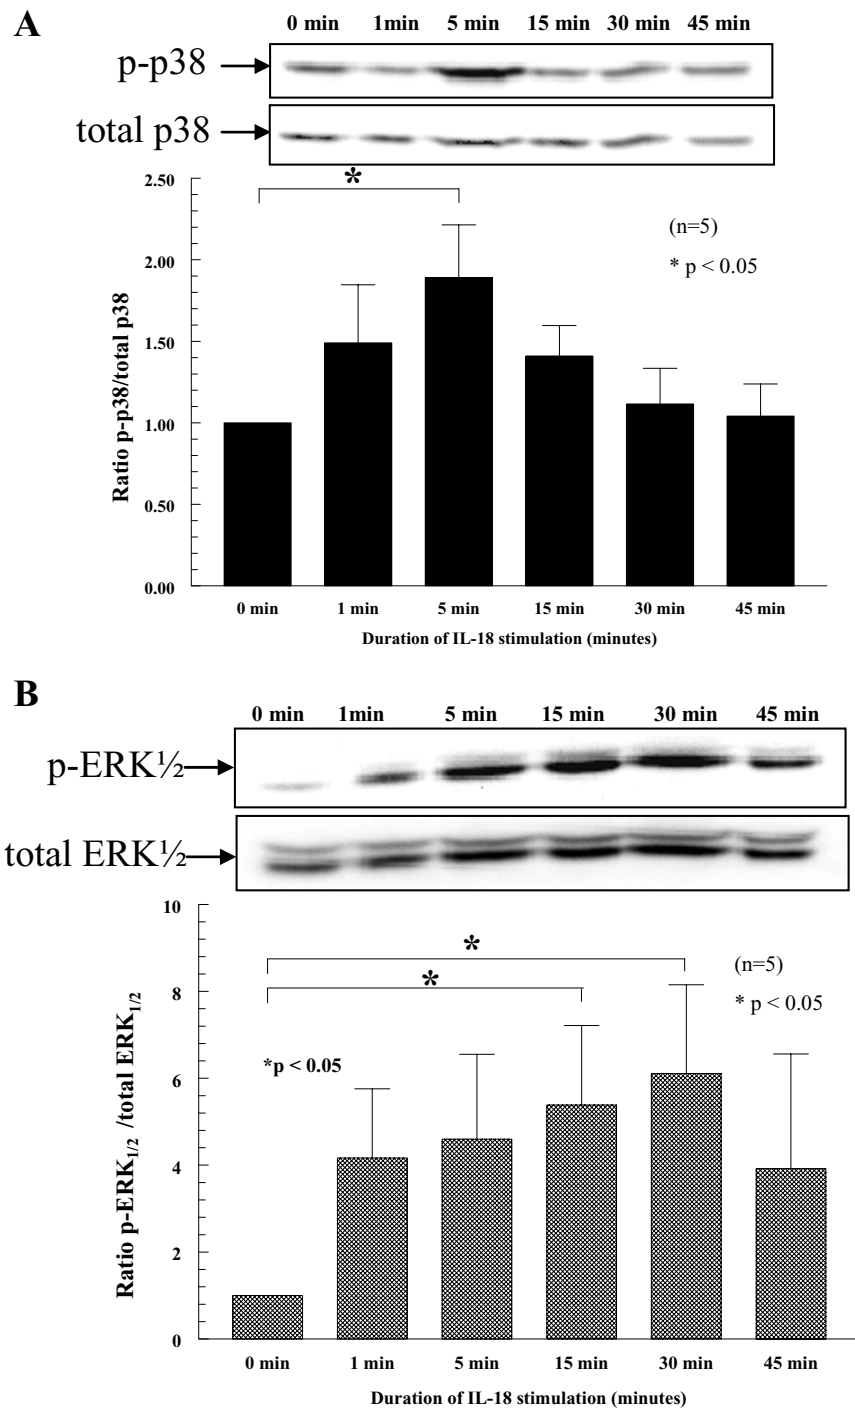 A
0 min 1min 5 min 15 min 30 min 45 min
p-p38
total p38
2.50
*
(n=5)
2.00
* p < 0.05
1.50
1.00
0.50
0.00
Ratio p-p38/total p38
0 min 1 min 5 min 15 min 30 min 45 min
Duration of IL-18 stimulation (minutes)
B
0 min 1min 5 min 15 min 30 min 45 min
p-ERK½
total ERK½
10
*
(n=5)
*
8
* p < 0.05
*p < 0.05
6
4
2
0
Ratio p-ERK1/2 /total ERK1/2
0 min 1 min 5 min 15 min 30 min 45 min
Duration of IL-18 stimulation (minutes)